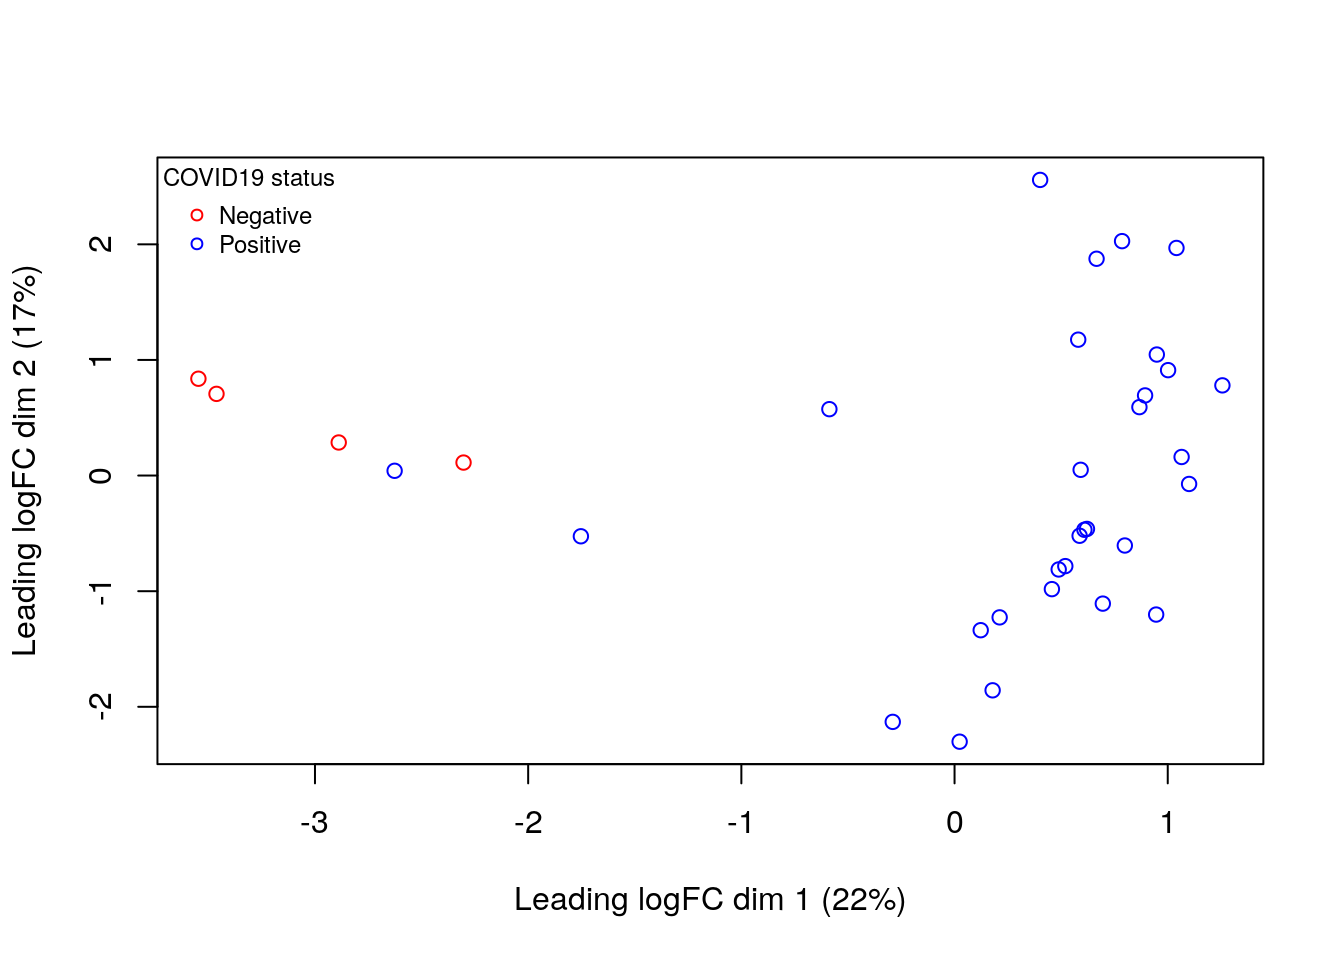 COVID19 status
Negative
Positive
Leading logFC dim 2 (17%)
2
1
0
-1
-2
-3
-2
-1
0
1
Leading logFC dim 1 (22%)